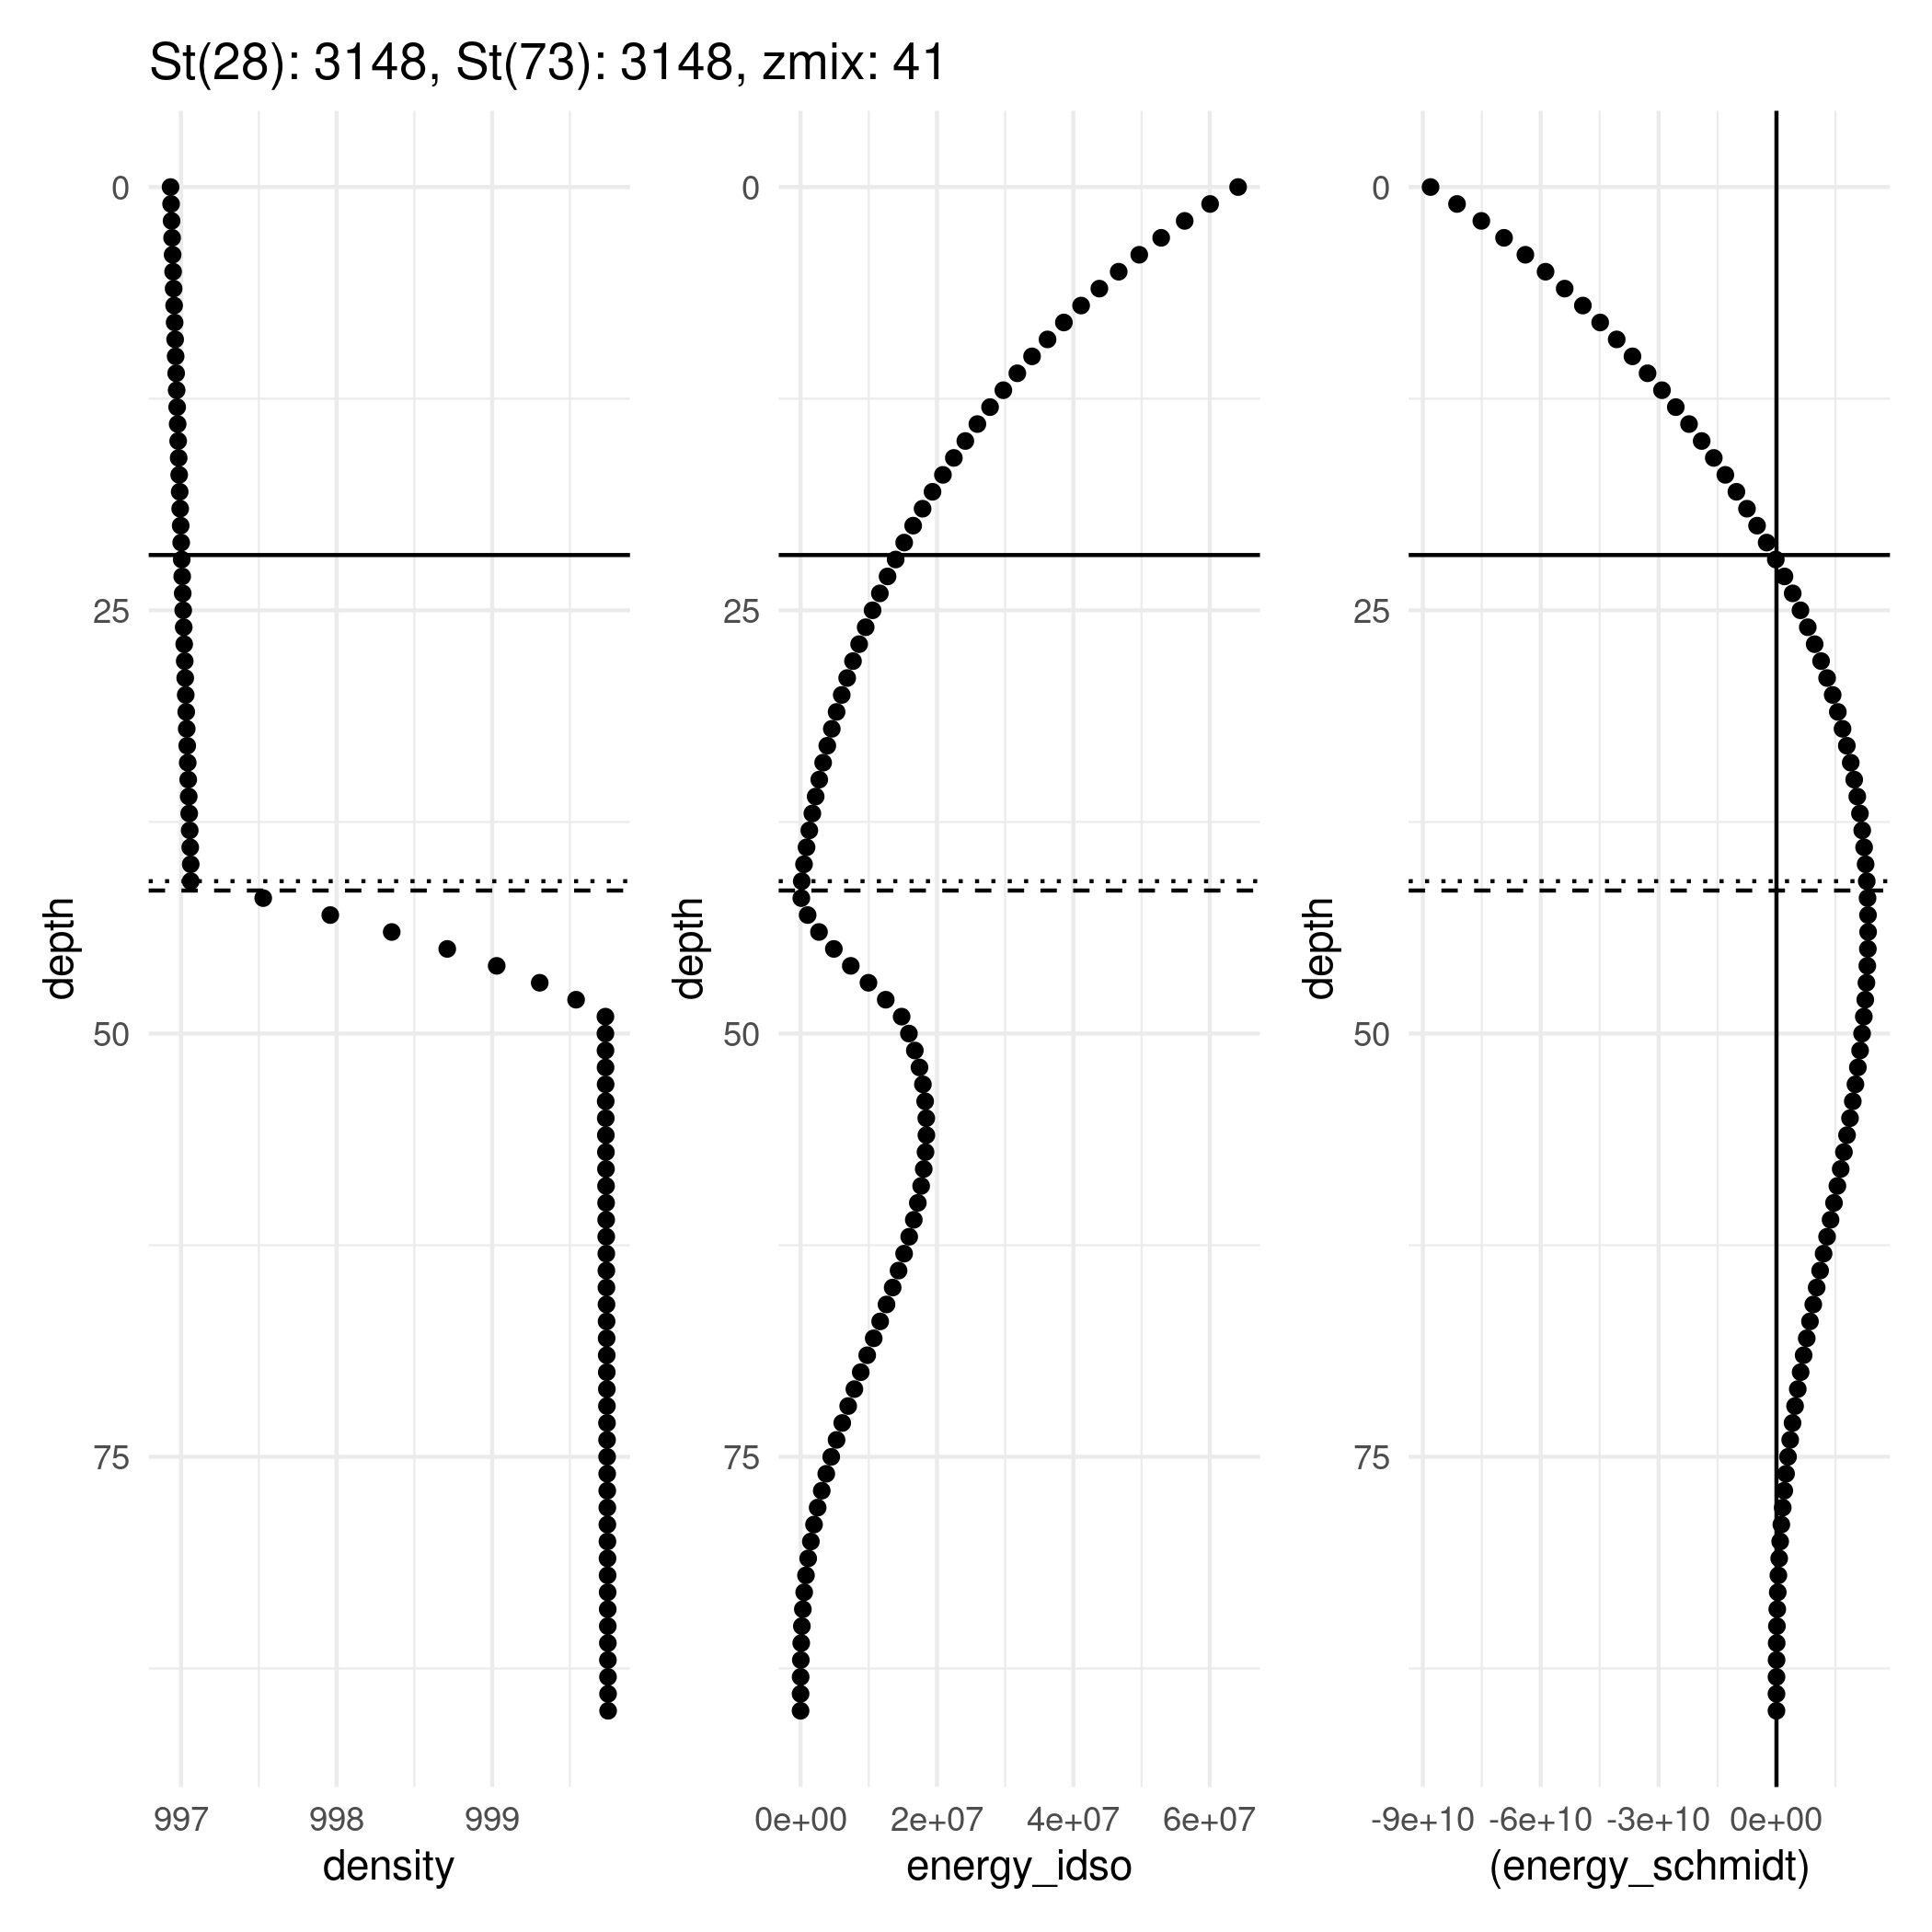 St(28): 3148, St(73): 3148, zmix: 41
0
25
50
75
depth
997 998 999
density
0
25
50
75
depth
0e+00 2e+07 4e+07 6e+07
energy_idso
0
25
50
75
depth
-9e+10 -6e+10 -3e+10 0e+00
(energy_schmidt)